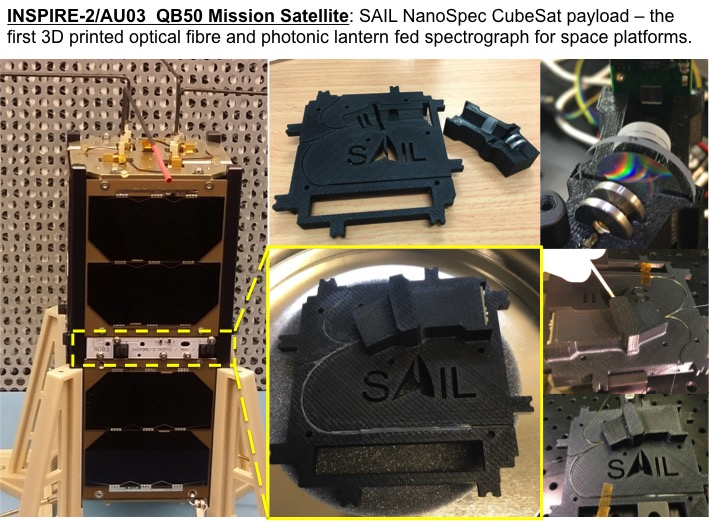 INSPIRE-2/AU03 QB50 Mission Satellite: SAIL NanoSpec CubeSat payload – the
first 3D printed optical fibre and photonic lantern fed spectrograph for space platforms.
SAIL
AU03
SAIL
SAIL